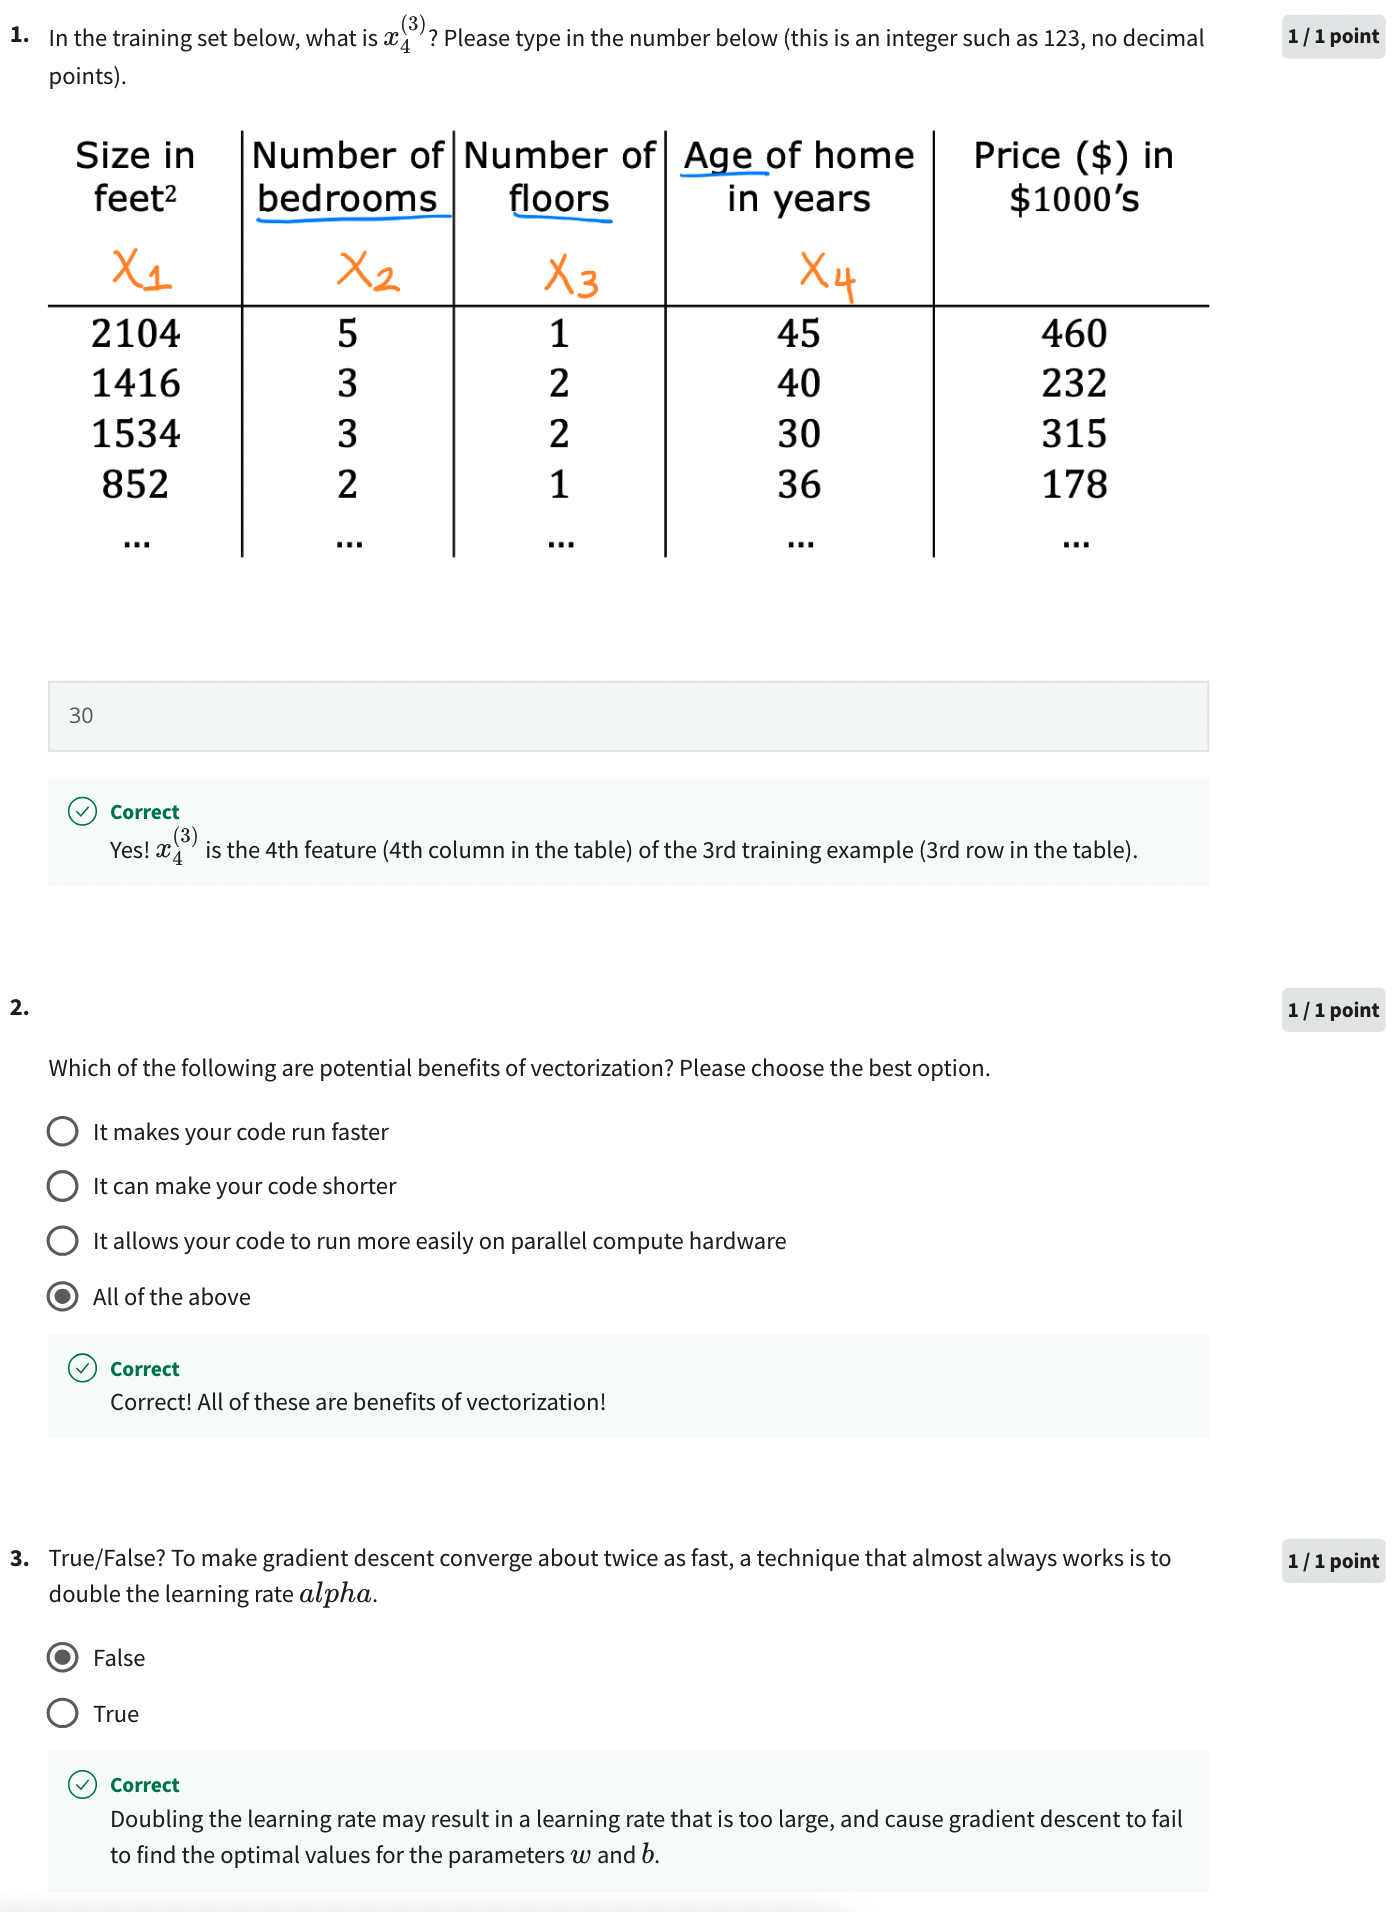 1. In the training set below, what is x₄⁽³⁾? Please type in the number below (this is an integer such as 123, no decimal
1 / 1 point
points).
Size in feet² | Number of bedrooms | Number of floors | Age of home in years | Price ($) in $1000's
X1 X2 X3 X4
2104 5 1 45 460
1416 3 2 40 232
1534 3 2 30 315
852 2 1 36 178
... ... ... ... ...
30
Correct
Yes! x₄⁽³⁾ is the 4th feature (4th column in the table) of the 3rd training example (3rd row in the table).
2.
1 / 1 point
Which of the following are potential benefits of vectorization? Please choose the best option.
It makes your code run faster
It can make your code shorter
It allows your code to run more easily on parallel compute hardware
All of the above
Correct
Correct! All of these are benefits of vectorization!
3. True/False? To make gradient descent converge about twice as fast, a technique that almost always works is to
1 / 1 point
double the learning rate alpha.
False
True
Correct
Doubling the learning rate may result in a learning rate that is too large, and cause gradient descent to fail
to find the optimal values for the parameters w and b.